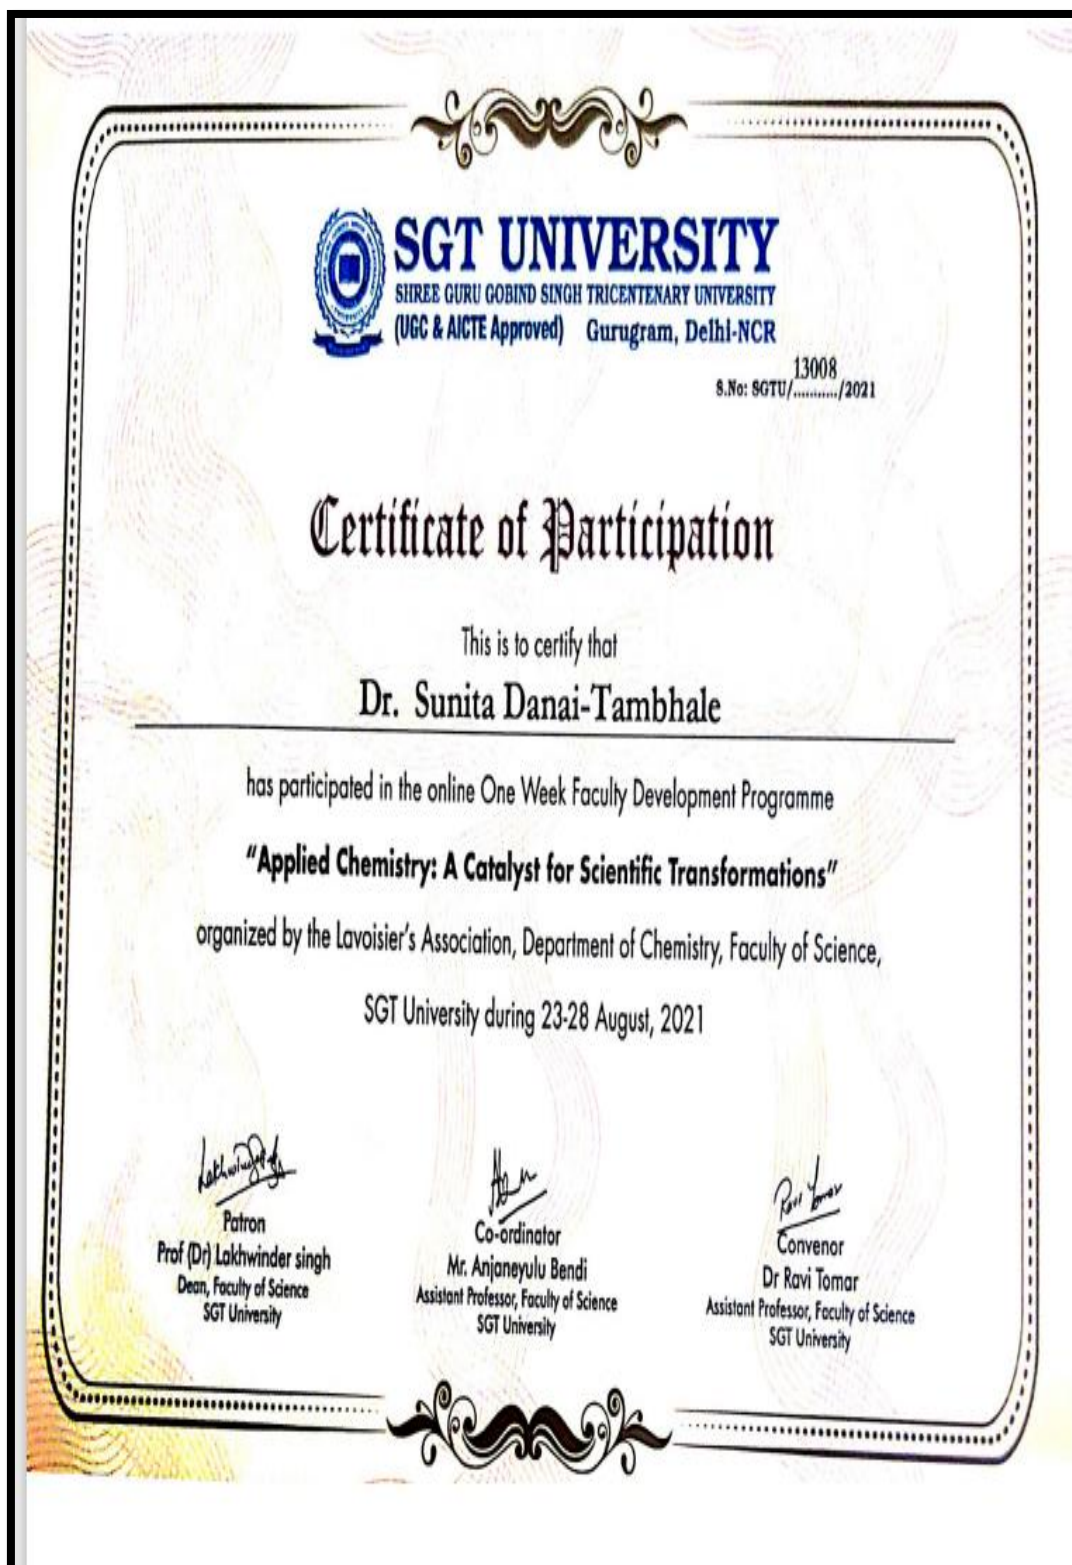 SGT UNIVERSITY
SHREE GURU GOBIND SINGH TRICENTENARY UNIVERSITY
(UGC & AICTE Approved) Gurugram, Delhi-NCR
13008
S.No: SGTU/.........../2021
Certificate of Participation
This is to certify that
Dr. Sunita Danai-Tambhale
has participated in the online One Week Faculty Development Programme
“Applied Chemistry: A Catalyst for Scientific Transformations”
organized by the Lavoisier's Association, Department of Chemistry, Faculty of Science,
SGT University during 23-28 August, 2021
Ravi Tomar
Patron
Prof (Dr) Lakhwinder singh
Dean, Faculty of Science
SGT University
Co-ordinator
Mr. Anjaneyulu Bendi
Assistant Professor, Faculty of Science
SGT University
Convenor
Dr Ravi Tomar
Assistant Professor, Faculty of Science
SGT University